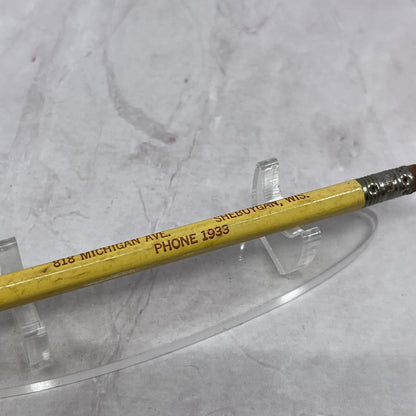 818 MICHIGAN AVE. SHEBOYGAN, WIS.
PHONE 1933